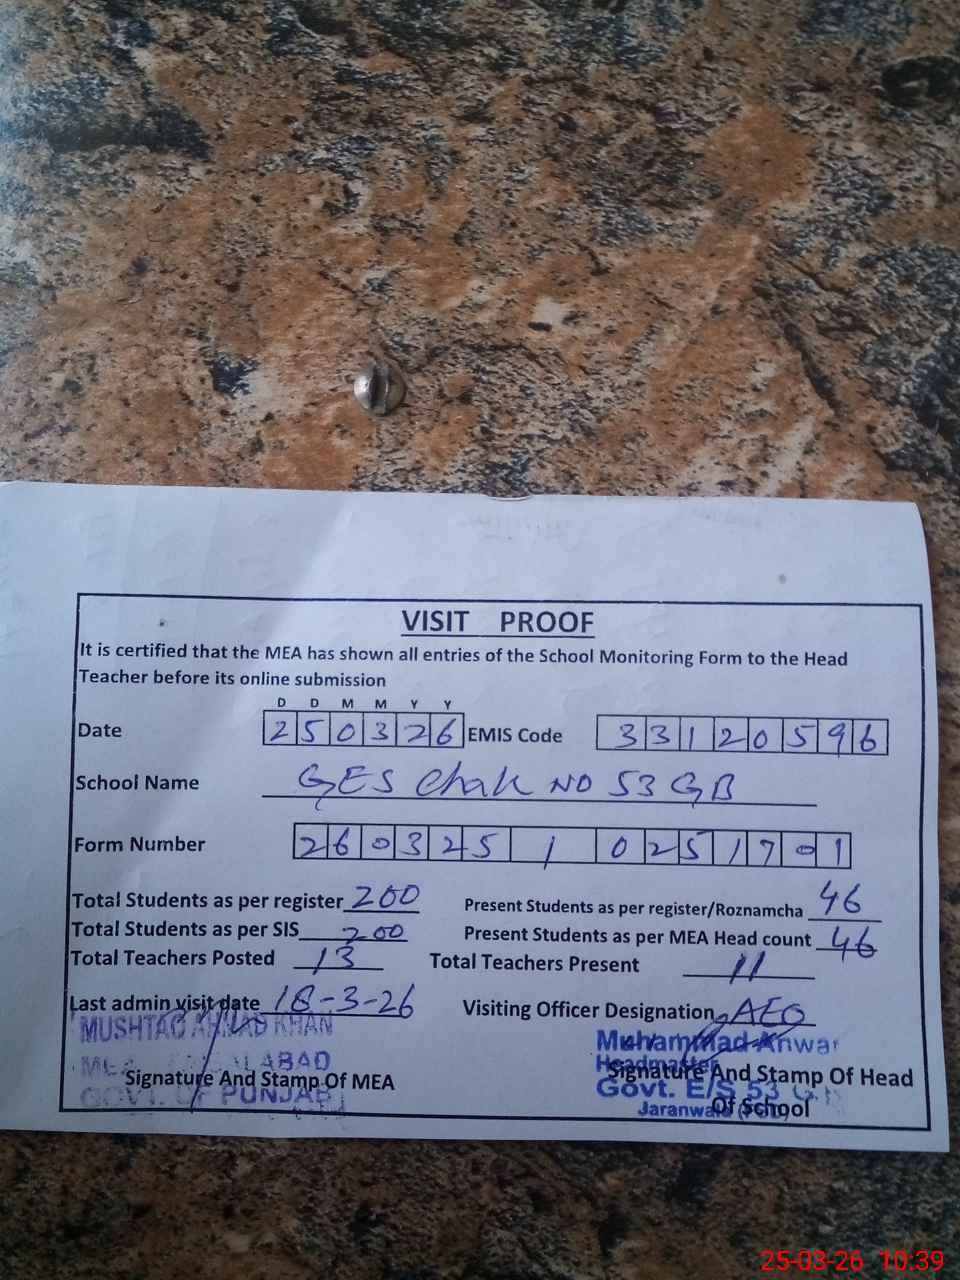 VISIT PROOF
It is certified that the MEA has shown all entries of the School Monitoring Form to the Head
Teacher before its online submission
D D M M Y Y
Date 250326 EMIS Code 33120596
School Name GES Chak NO 53 GB
Form Number 260325 1 0251701
Total Students as per register 200 Present Students as per register/Roznamcha 46
Total Students as per SIS 200 Present Students as per MEA Head count 46
Total Teachers Posted 13 Total Teachers Present 11
Last admin visit date 18-3-26 Visiting Officer Designation AEO
MUSHTAQ AHMAD KHAN Muhammad Anwar
MEA Headmaster
Signature And Stamp Of MEA Signature And Stamp Of Head
GOVT. OF PUNJAB Govt. E/S 53 G.B
Of School
Jaranwala
25-03-26 10:39